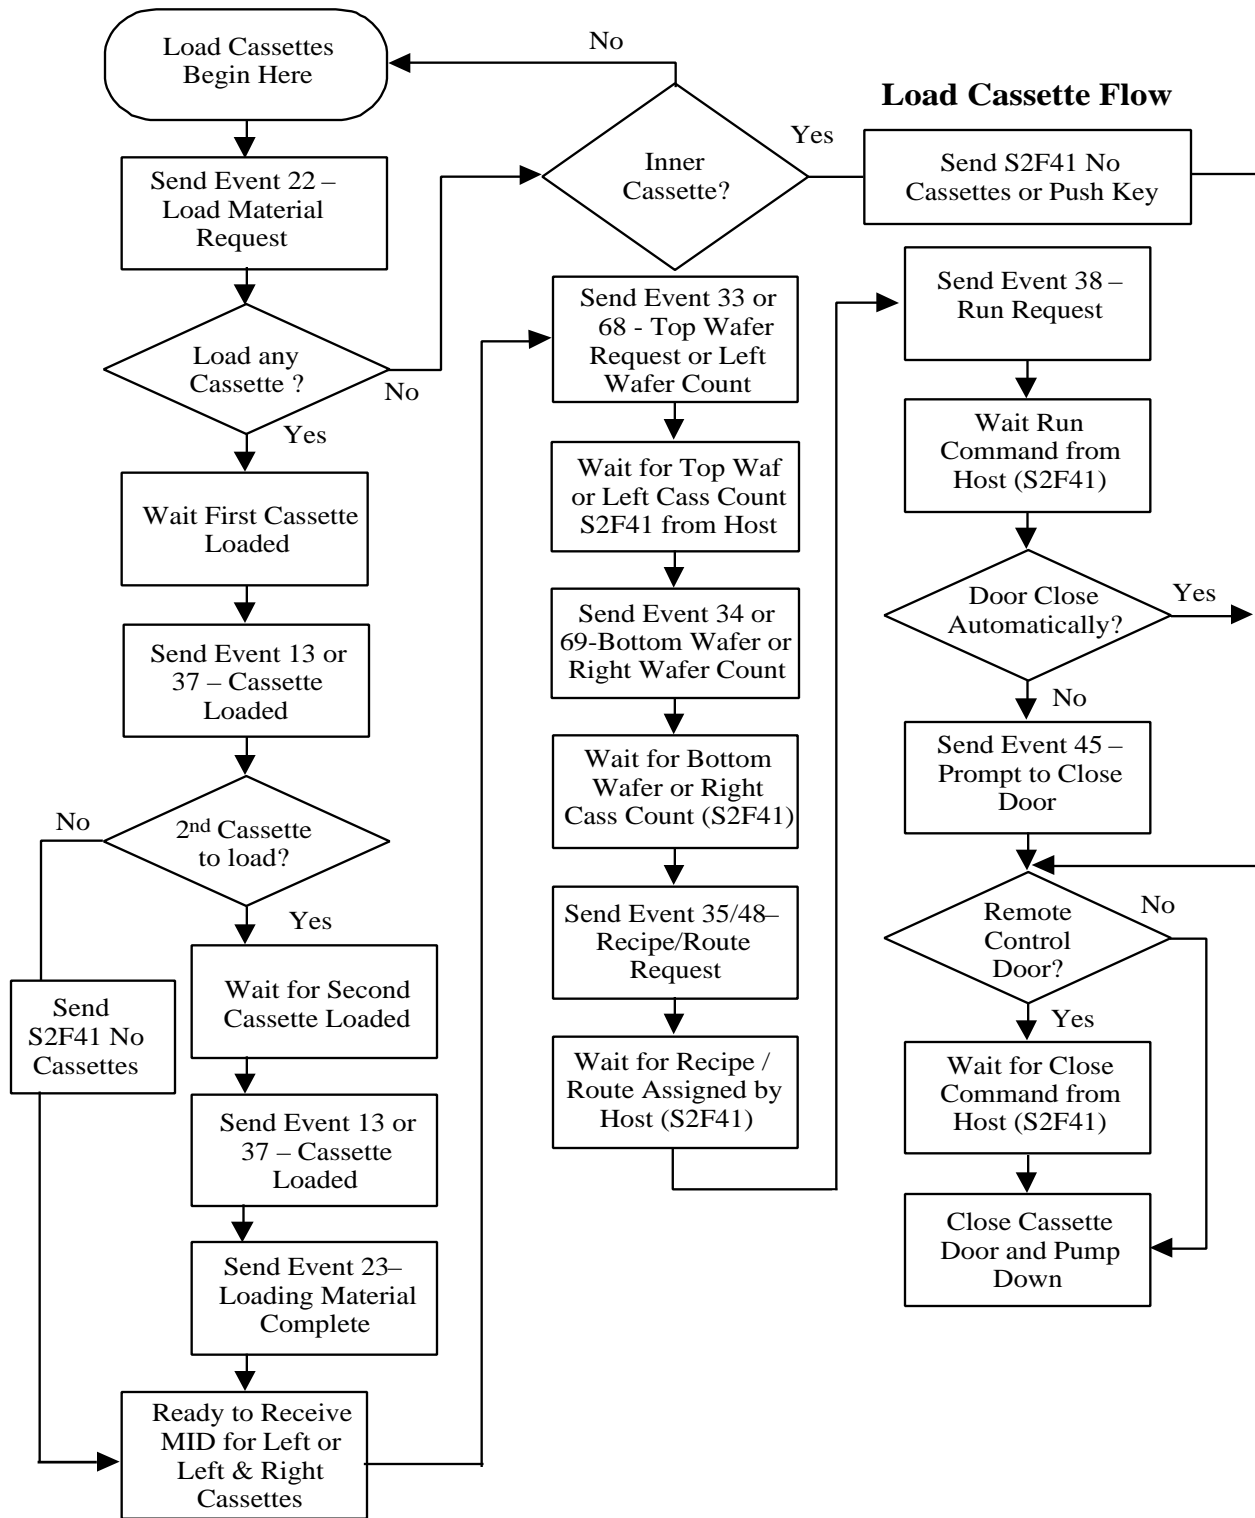 Load Cassettes
Begin Here
Send Event 22 –
Load Material
Request
Load any
Cassette ?
No
Yes
Wait First Cassette
Loaded
Send Event 13 or
37 – Cassette
Loaded
2nd Cassette
to load?
No
Yes
Send
S2F41 No
Cassettes
Wait for Second
Cassette Loaded
Send Event 13 or
37 – Cassette
Loaded
Send Event 23–
Loading Material
Complete
Ready to Receive
MID for Left or
Left & Right
Cassettes
No
Inner
Cassette?
Yes
Load Cassette Flow
Send S2F41 No
Cassettes or Push Key
Send Event 33 or
68 - Top Wafer
Request or Left
Wafer Count
Wait for Top Waf
or Left Cass Count
S2F41 from Host
Send Event 34 or
69-Bottom Wafer or
Right Wafer Count
Wait for Bottom
Wafer or Right
Cass Count (S2F41)
Send Event 35/48–
Recipe/Route
Request
Wait for Recipe /
Route Assigned by
Host (S2F41)
Send Event 38 –
Run Request
Wait Run
Command from
Host (S2F41)
Door Close
Automatically?
Yes
No
Send Event 45 –
Prompt to Close
Door
Remote
Control
Door?
No
Yes
Wait for Close
Command from
Host (S2F41)
Close Cassette
Door and Pump
Down